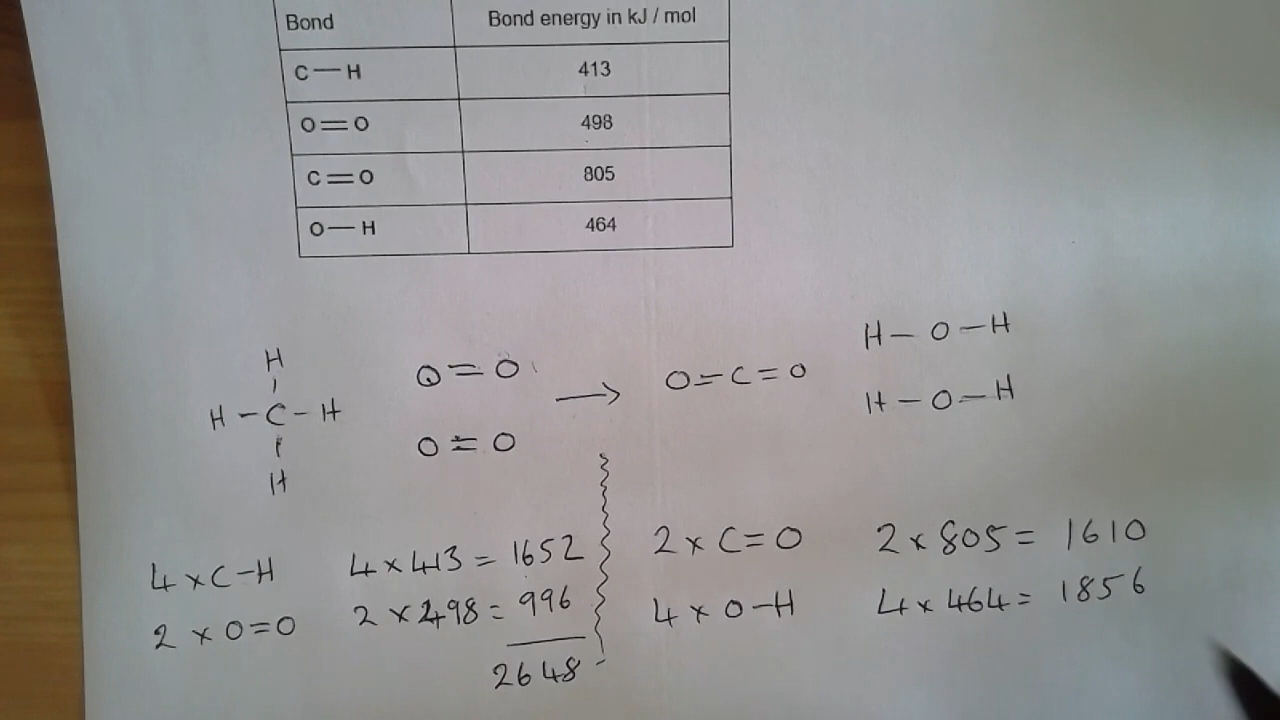 Bond Bond energy in kJ / mol
C—H 413
O=O 498
C=O 805
O—H 464
H
H-C-H
H
O=O
O=O
→
O=C=O
H-O-H
H-O-H
4 x C-H 4 x 413 = 1652
2 x O=O 2 x 498 = 996
2648
2 x C=O 2 x 805 = 1610
4 x O-H 4 x 464 = 1856